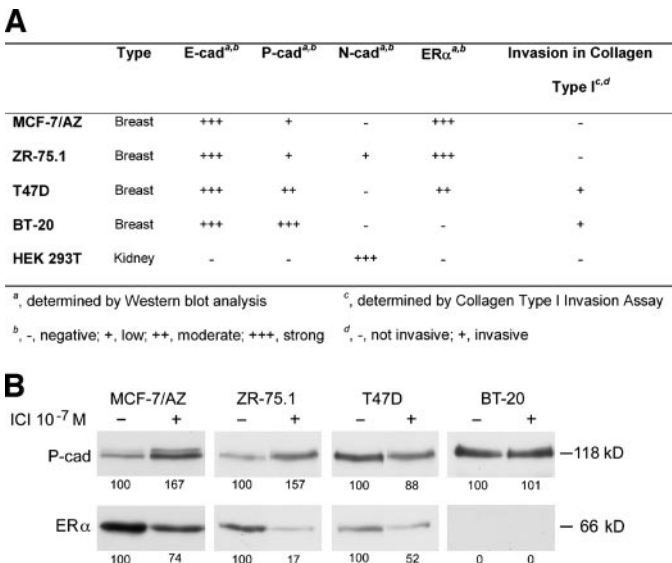 A
Type E-cad^a,b P-cad^a,b N-cad^a,b ERα^a,b Invasion in Collagen
Type I^c,d
MCF-7/AZ Breast +++ + - +++ -
ZR-75.1 Breast +++ + + +++ -
T47D Breast +++ ++ - ++ +
BT-20 Breast +++ +++ - - +
HEK 293T Kidney - - +++ - 
a, determined by Western blot analysis c, determined by Collagen Type I Invasion Assay
b, -, negative; +, low; ++, moderate; +++, strong d, -, not invasive; +, invasive
B
MCF-7/AZ ZR-75.1 T47D BT-20
ICI 10⁻⁷ M – + – + – + – +
P-cad –118 kD
100 167 100 157 100 88 100 101
ERα – 66 kD
100 74 100 17 100 52 0 0